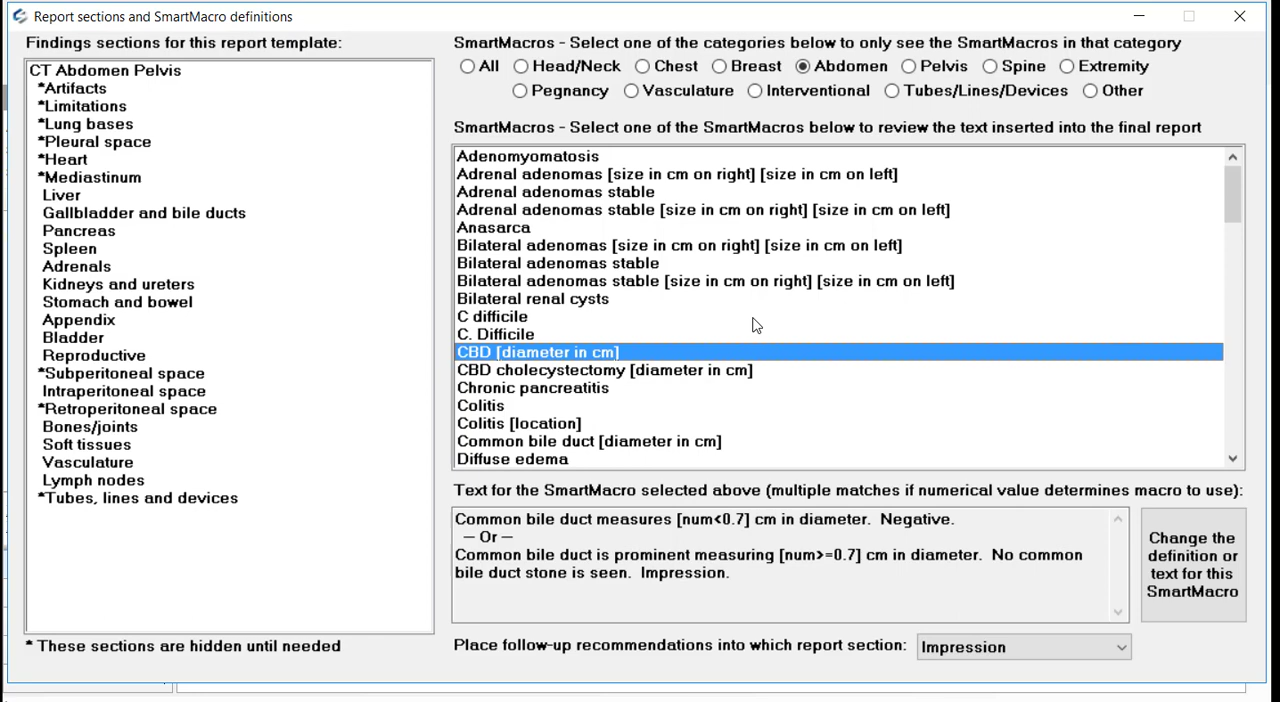 Report sections and SmartMacro definitions
Findings sections for this report template:
CT Abdomen Pelvis
*Artifacts
*Limitations
*Lung bases
*Pleural space
*Heart
*Mediastinum
Liver
Gallbladder and bile ducts
Pancreas
Spleen
Adrenals
Kidneys and ureters
Stomach and bowel
Appendix
Bladder
Reproductive
*Subperitoneal space
Intraperitoneal space
*Retroperitoneal space
Bones/joints
Soft tissues
Vasculature
Lymph nodes
*Tubes, lines and devices
* These sections are hidden until needed
SmartMacros - Select one of the categories below to only see the SmartMacros in that category
All Head/Neck Chest Breast Abdomen Pelvis Spine Extremity
Pegnancy Vasculature Interventional Tubes/Lines/Devices Other
SmartMacros - Select one of the SmartMacros below to review the text inserted into the final report
Adenomyomatosis
Adrenal adenomas [size in cm on right] [size in cm on left]
Adrenal adenomas stable
Adrenal adenomas stable [size in cm on right] [size in cm on left]
Anasarca
Bilateral adenomas [size in cm on right] [size in cm on left]
Bilateral adenomas stable
Bilateral adenomas stable [size in cm on right] [size in cm on left]
Bilateral renal cysts
C difficile
C. Difficile
CBD [diameter in cm]
CBD cholecystectomy [diameter in cm]
Chronic pancreatitis
Colitis
Colitis [location]
Common bile duct [diameter in cm]
Diffuse edema
Text for the SmartMacro selected above (multiple matches if numerical value determines macro to use):
Common bile duct measures [num<0.7] cm in diameter.  Negative.
— Or —
Common bile duct is prominent measuring [num>=0.7] cm in diameter.  No common
bile duct stone is seen.  Impression.
Change the
definition or
text for this
SmartMacro
Place follow-up recommendations into which report section: Impression